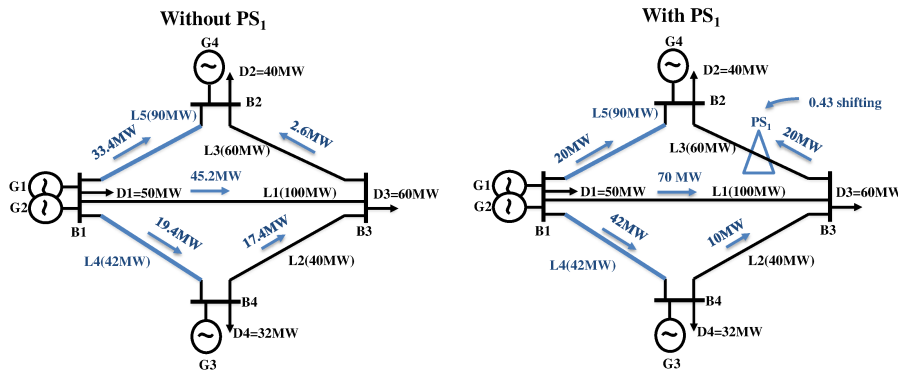 Without PS1
G4
D2=40MW
B2
L5(90MW)
33.4MW
2.6MW
L3(60MW)
G1
G2
D1=50MW
45.2MW
L1(100MW)
D3=60MW
B1
B3
19.4MW
17.4MW
L4(42MW)
L2(40MW)
B4
D4=32MW
G3
With PS1
G4
D2=40MW
B2
0.43 shifting
L5(90MW)
PS1
20MW
20MW
L3(60MW)
G1
G2
D1=50MW
70 MW
L1(100MW)
D3=60MW
B1
B3
42MW
10MW
L4(42MW)
L2(40MW)
B4
D4=32MW
G3